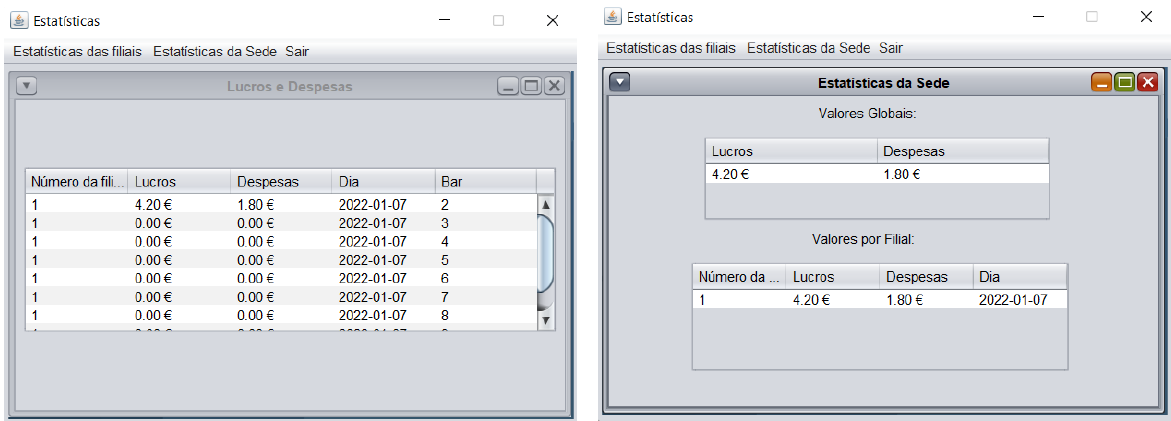 Estatísticas
Estatísticas das filiais Estatísticas da Sede Sair
Lucros e Despesas
Número da fili... Lucros Despesas Dia Bar
1 4.20 € 1.80 € 2022-01-07 2
1 0.00 € 0.00 € 2022-01-07 3
1 0.00 € 0.00 € 2022-01-07 4
1 0.00 € 0.00 € 2022-01-07 5
1 0.00 € 0.00 € 2022-01-07 6
1 0.00 € 0.00 € 2022-01-07 7
1 0.00 € 0.00 € 2022-01-07 8
Estatísticas
Estatísticas das filiais Estatísticas da Sede Sair
Estatísticas da Sede
Valores Globais:
Lucros Despesas
4.20 € 1.80 €
Valores por Filial:
Número da ... Lucros Despesas Dia
1 4.20 € 1.80 € 2022-01-07